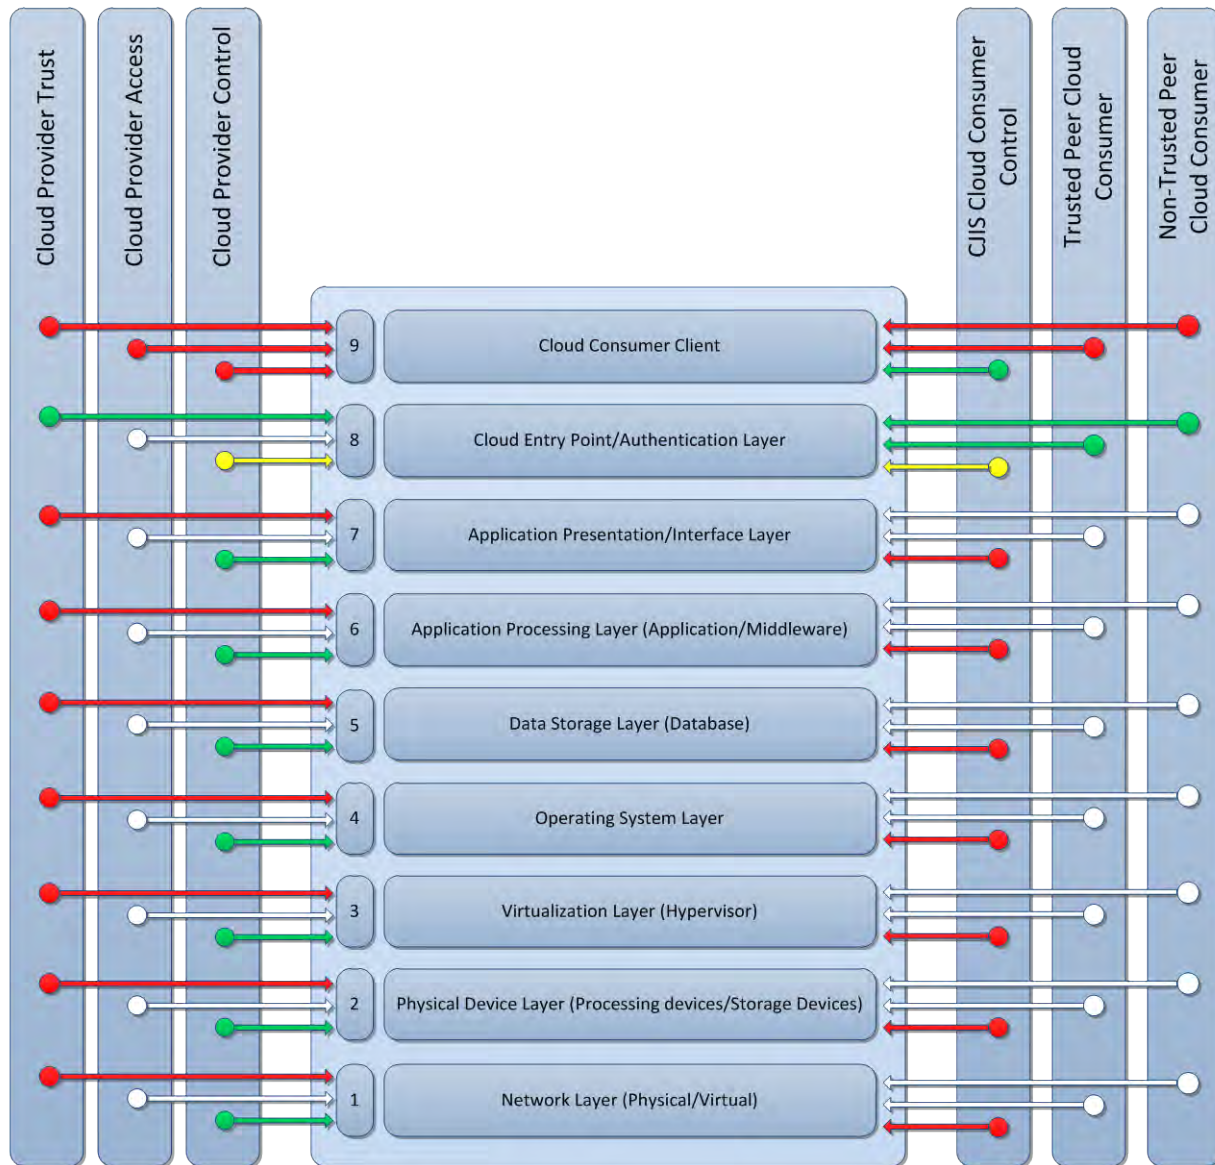 Cloud Provider Trust
Cloud Provider Access
Cloud Provider Control
CJIS Cloud Consumer
Control
Trusted Peer Cloud
Consumer
Non-Trusted Peer
Cloud Consumer
9
Cloud Consumer Client
8
Cloud Entry Point/Authentication Layer
7
Application Presentation/Interface Layer
6
Application Processing Layer (Application/Middleware)
5
Data Storage Layer (Database)
4
Operating System Layer
3
Virtualization Layer (Hypervisor)
2
Physical Device Layer (Processing devices/Storage Devices)
1
Network Layer (Physical/Virtual)